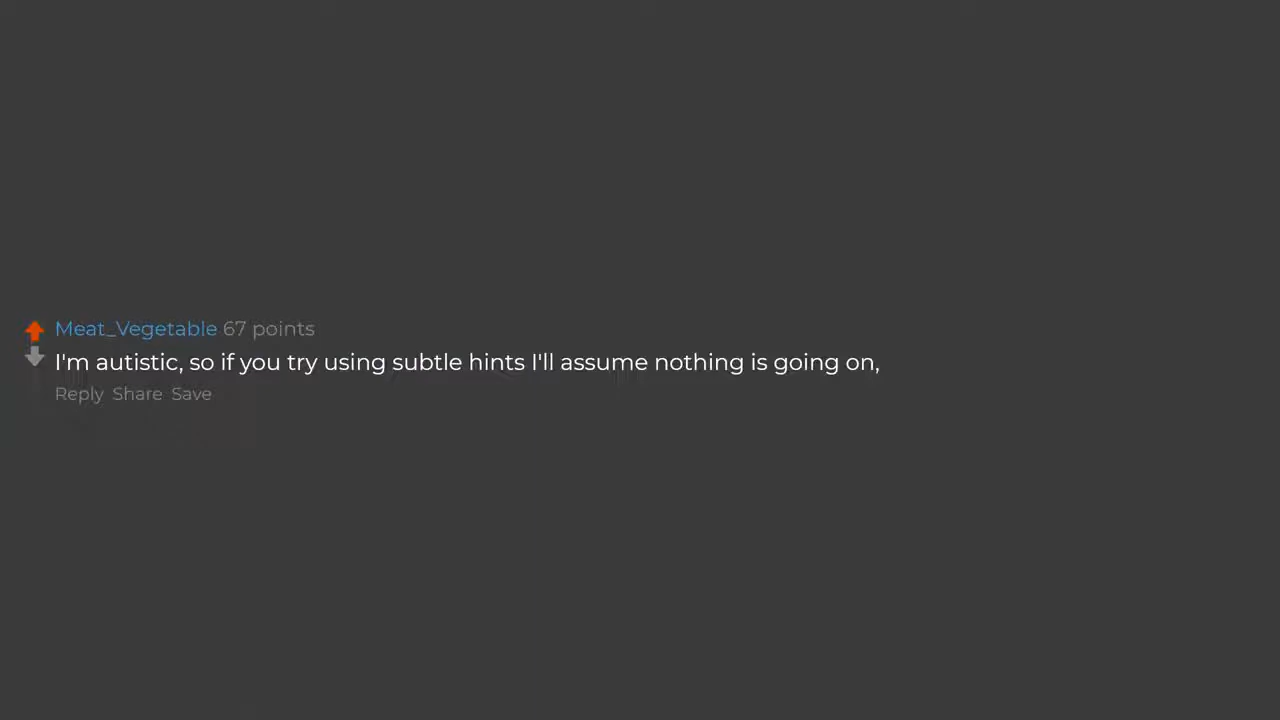 Meat_Vegetable 67 points
I'm autistic, so if you try using subtle hints I'll assume nothing is going on,
Reply Share Save